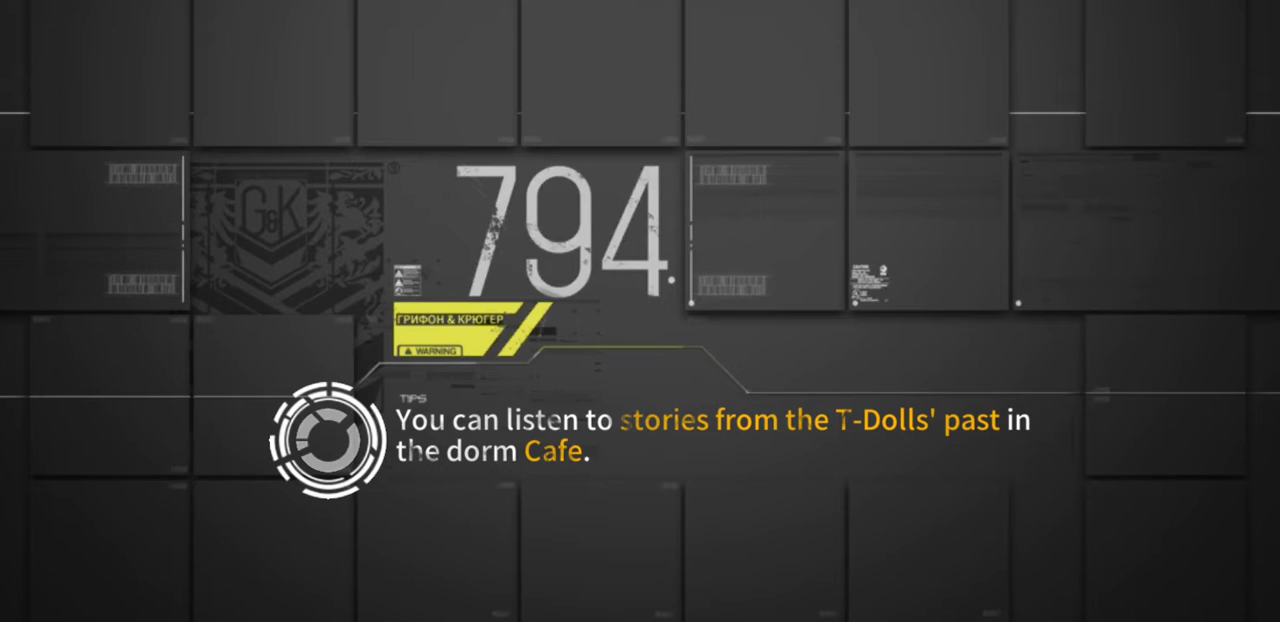 G&K
794.
ГРИФОН & КРЮГЕР
WARNING
TIPS
You can listen to stories from the T-Dolls' past in
the dorm Cafe.